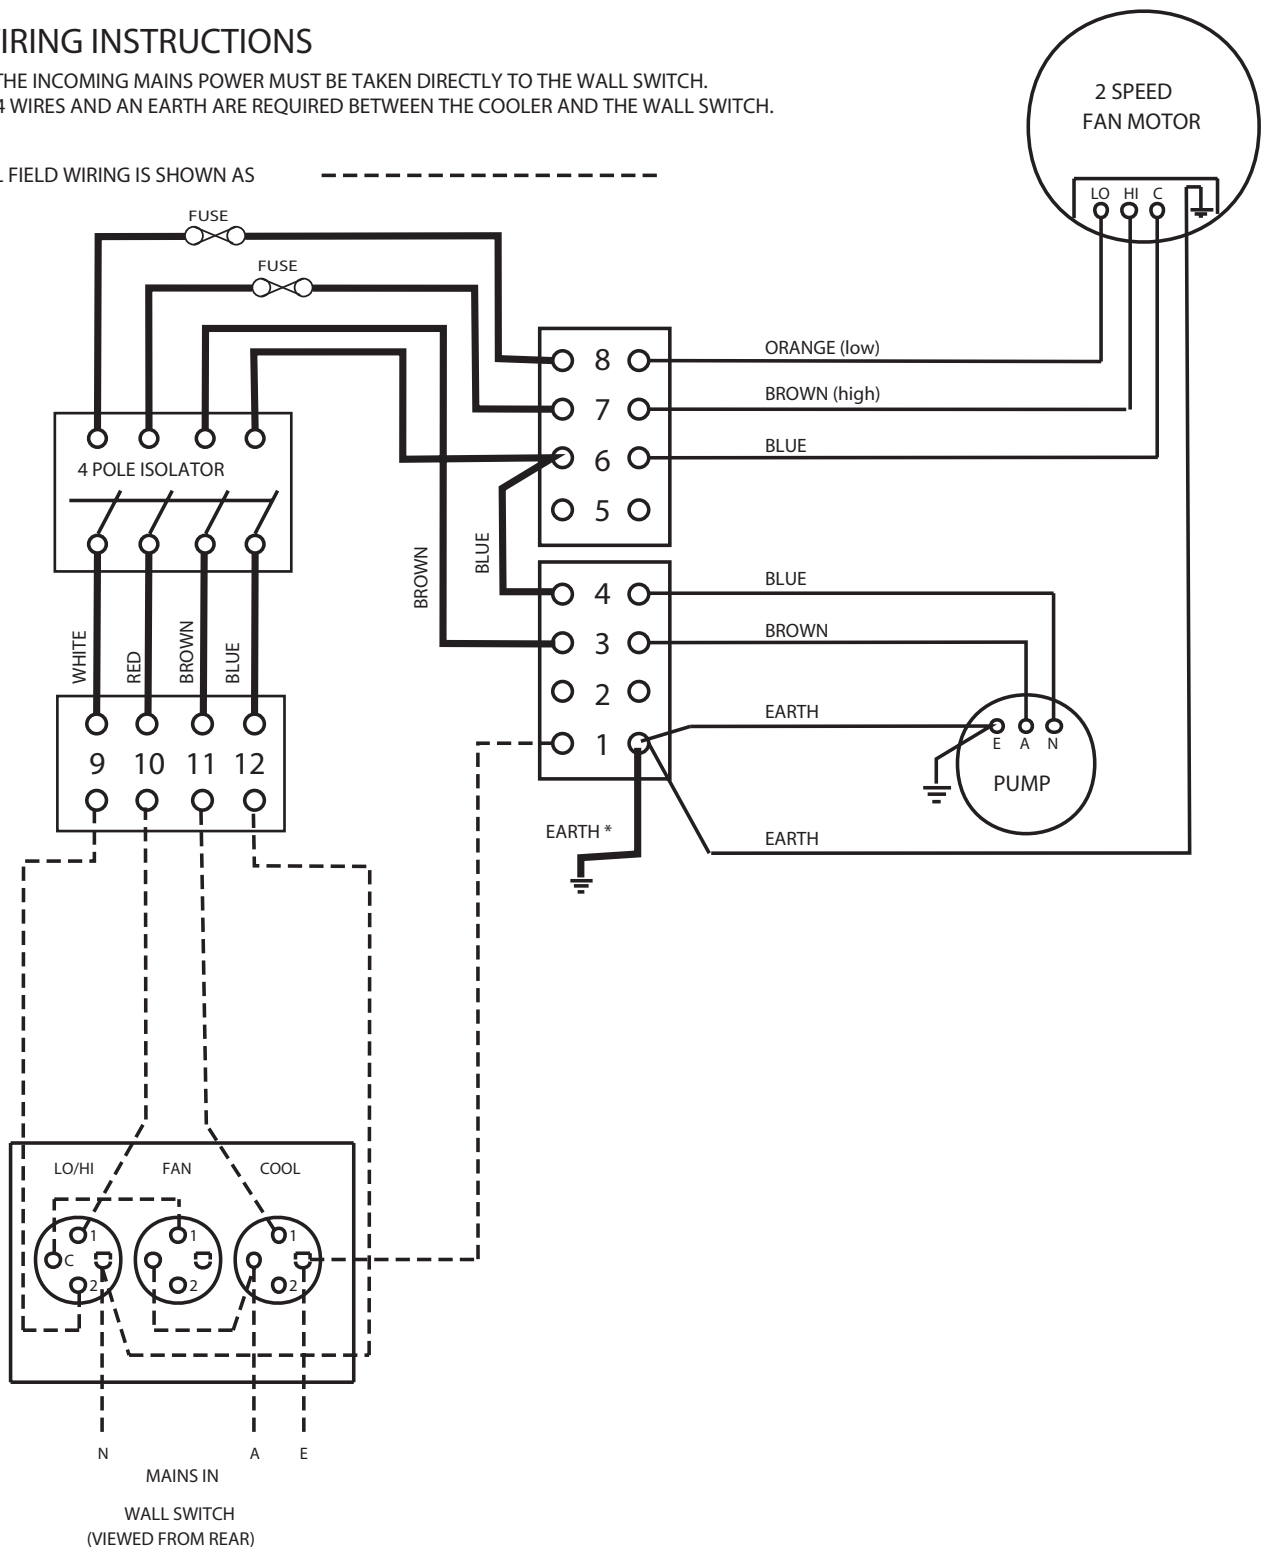 IRING INSTRUCTIONS
THE INCOMING MAINS POWER MUST BE TAKEN DIRECTLY TO THE WALL SWITCH.
4 WIRES AND AN EARTH ARE REQUIRED BETWEEN THE COOLER AND THE WALL SWITCH.
L FIELD WIRING IS SHOWN AS
2 SPEED
FAN MOTOR
LO HI C
FUSE
FUSE
8
ORANGE (low)
7
BROWN (high)
6
BLUE
5
4 POLE ISOLATOR
BROWN
BLUE
4
BLUE
3
BROWN
2
1
EARTH
EARTH *
EARTH
E A N
PUMP
WHITE
RED
BROWN
BLUE
9 10 11 12
LO/HI FAN COOL
1 1 1
C
2 2 2
N A E
MAINS IN
WALL SWITCH
(VIEWED FROM REAR)